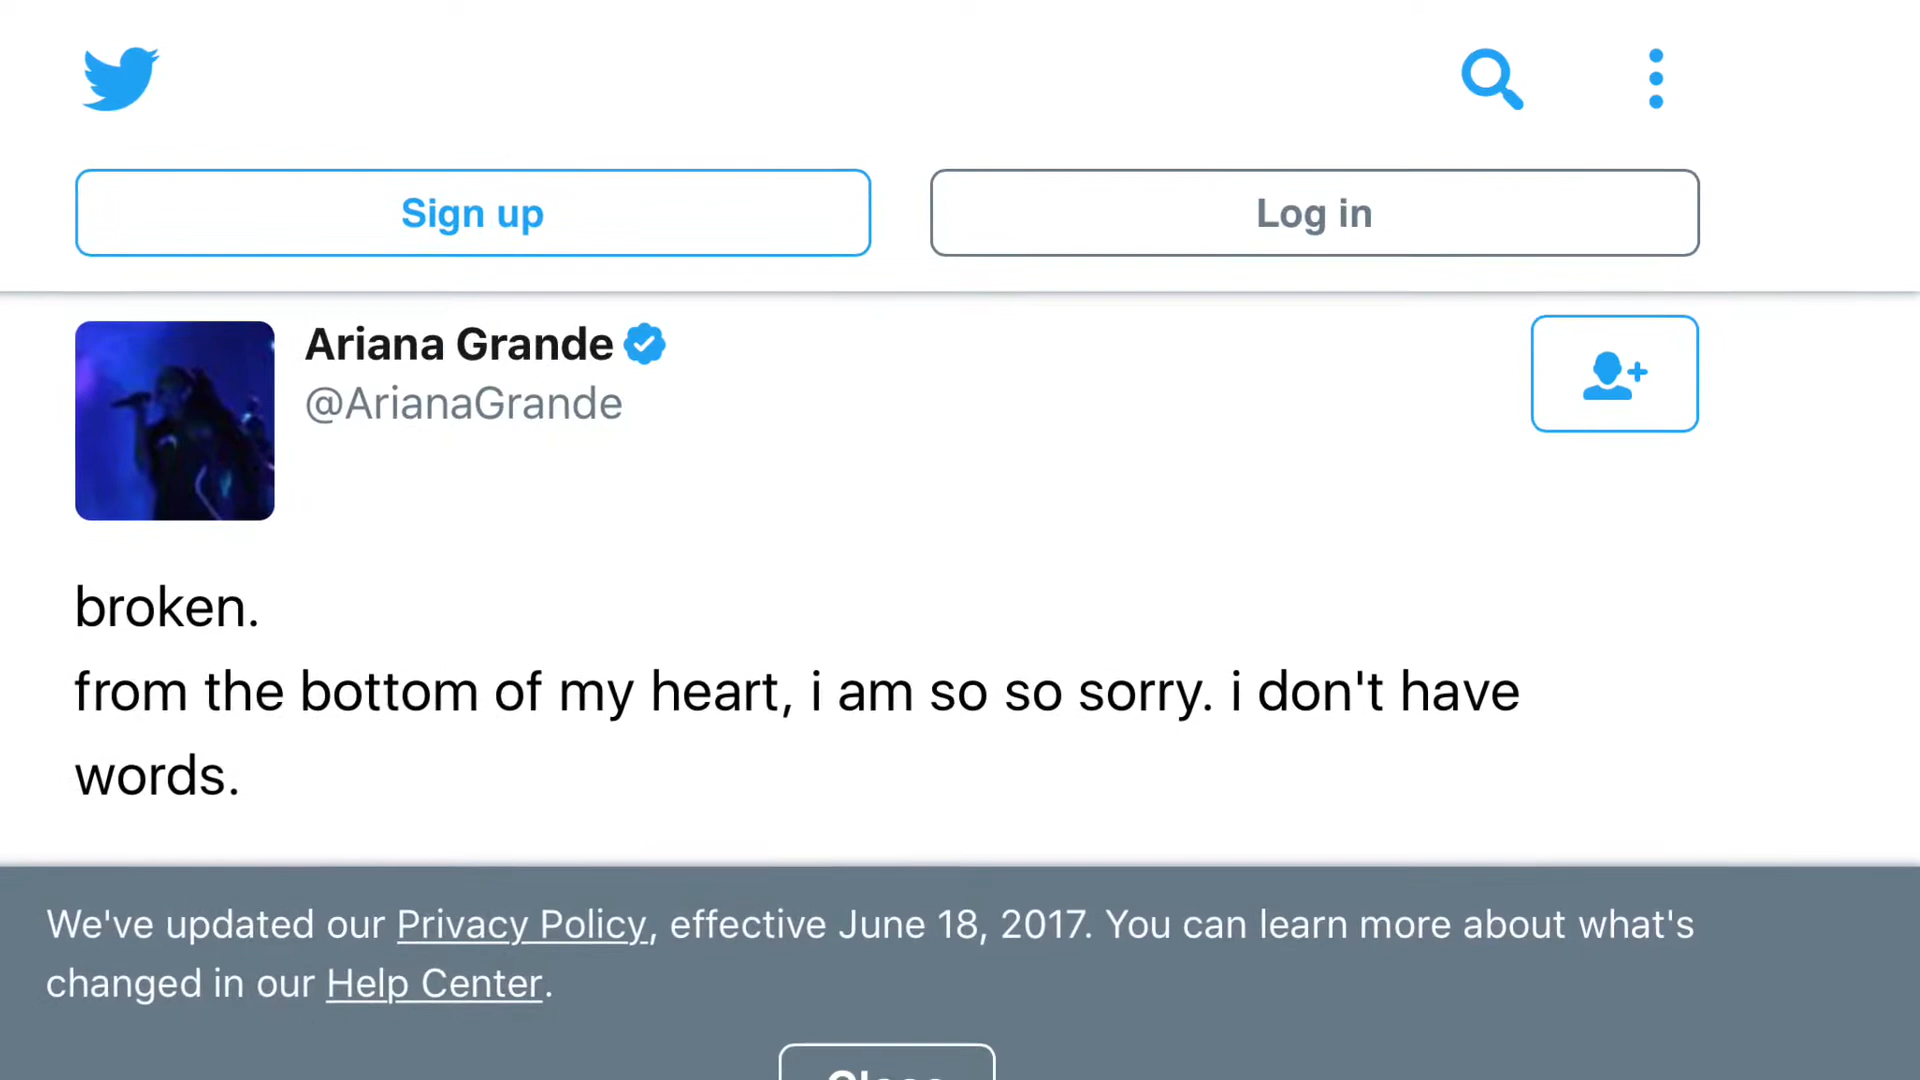 Sign up
Log in
Ariana Grande
@ArianaGrande
broken.
from the bottom of my heart, i am so so sorry. i don't have
words.
We've updated our Privacy Policy, effective June 18, 2017. You can learn more about what's
changed in our Help Center.
Close